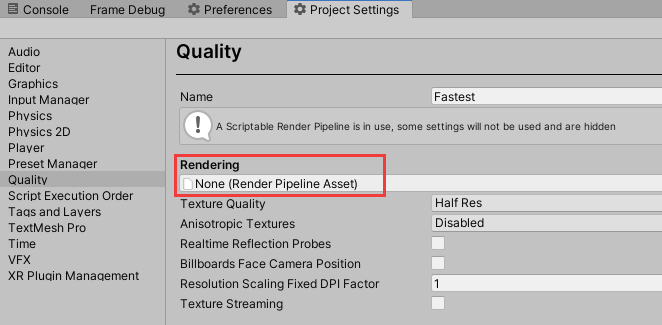 Console Frame Debug Preferences Project Settings
Quality
Audio
Editor
Graphics
Input Manager
Physics
Physics 2D
Player
Preset Manager
Quality
Script Execution Order
Tags and Layers
TextMesh Pro
Time
VFX
XR Plugin Management
Name Fastest
A Scriptable Render Pipeline is in use, some settings will not be used and are hidden
Rendering
None (Render Pipeline Asset)
Texture Quality Half Res
Anisotropic Textures Disabled
Realtime Reflection Probes
Billboards Face Camera Position
Resolution Scaling Fixed DPI Factor 1
Texture Streaming